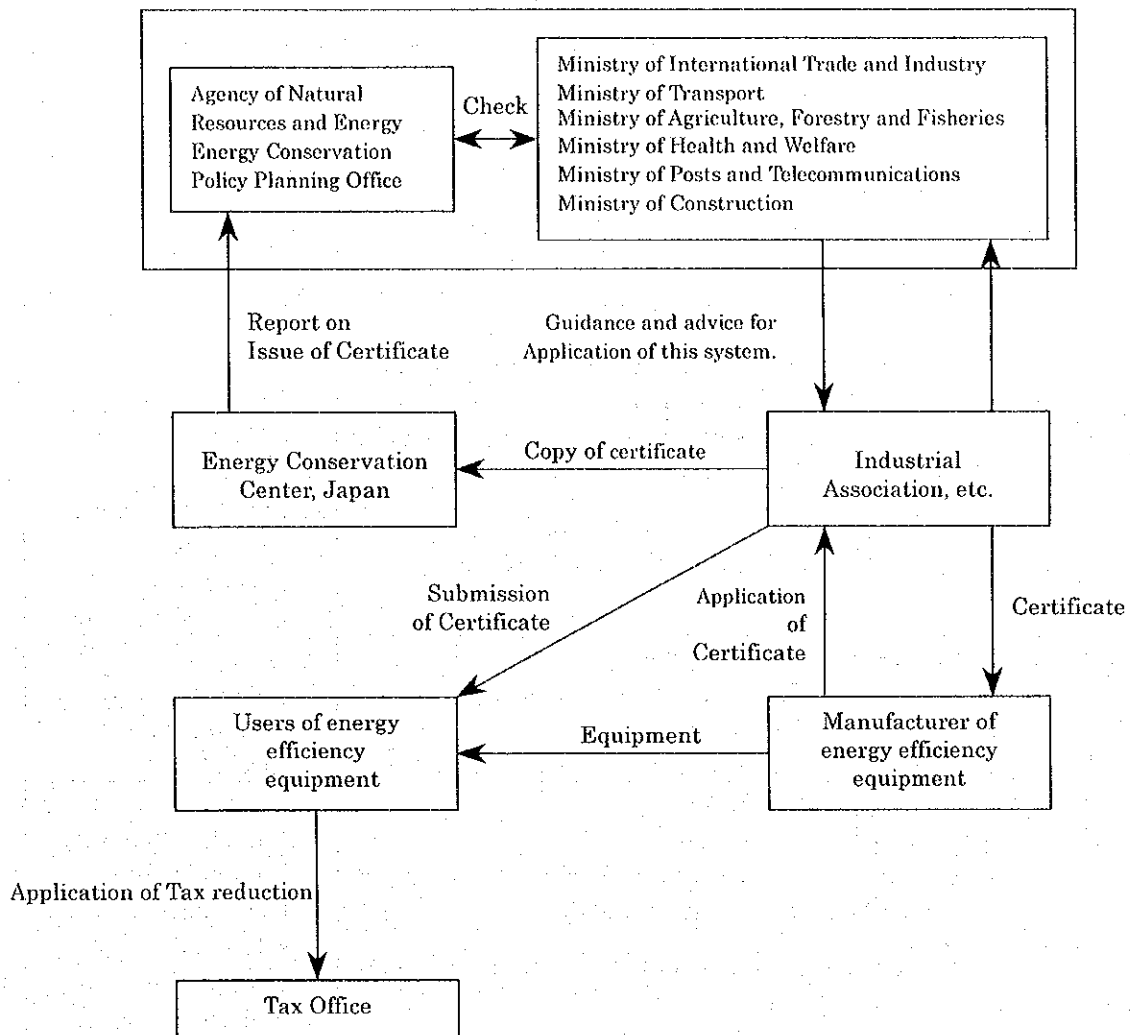 Agency of Natural
Resources and Energy
Energy Conservation
Policy Planning Office
Check
Ministry of International Trade and Industry
Ministry of Transport
Ministry of Agriculture, Forestry and Fisheries
Ministry of Health and Welfare
Ministry of Posts and Telecommunications
Ministry of Construction
Report on
Issue of Certificate
Guidance and advice for
Application of this system.
Energy Conservation
Center, Japan
Copy of certificate
Industrial
Association, etc.
Submission
of Certificate
Application
of
Certificate
Certificate
Users of energy
efficiency
equipment
Equipment
Manufacturer of
energy efficiency
equipment
Application of Tax reduction
Tax Office